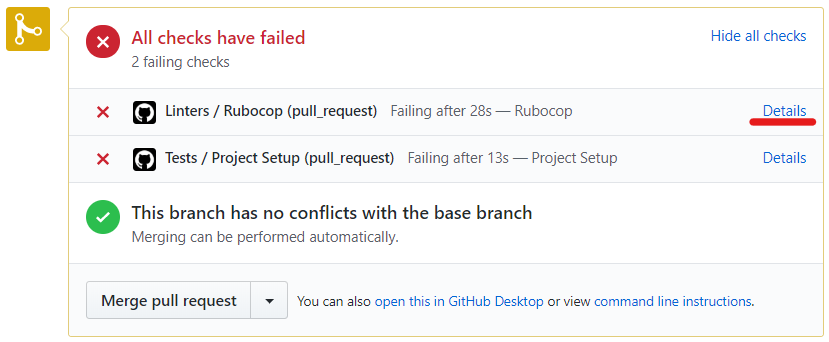 All checks have failed
Hide all checks
2 failing checks
Linters / Rubocop (pull_request) Failing after 28s — Rubocop Details
Tests / Project Setup (pull_request) Failing after 13s — Project Setup Details
This branch has no conflicts with the base branch
Merging can be performed automatically.
Merge pull request You can also open this in GitHub Desktop or view command line instructions.